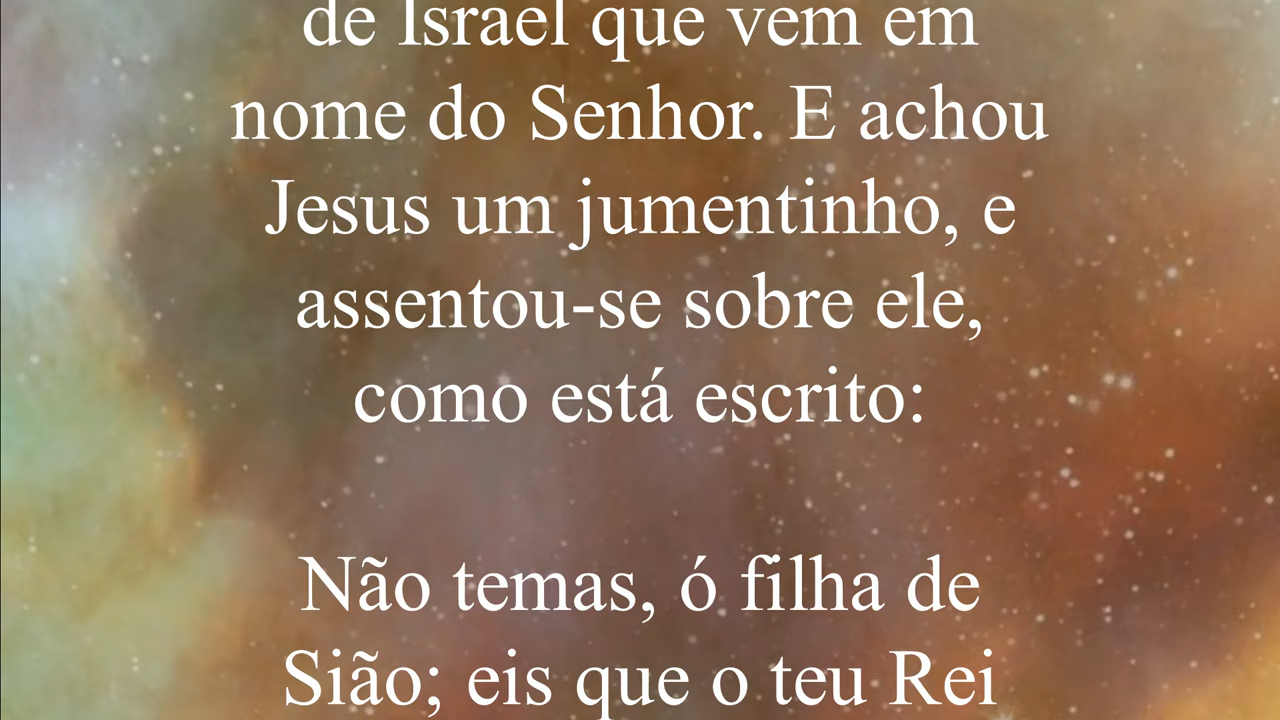 de Israel que vem em
nome do Senhor. E achou
Jesus um jumentinho, e
assentou-se sobre ele,
como está escrito:
Não temas, ó filha de
Sião; eis que o teu Rei